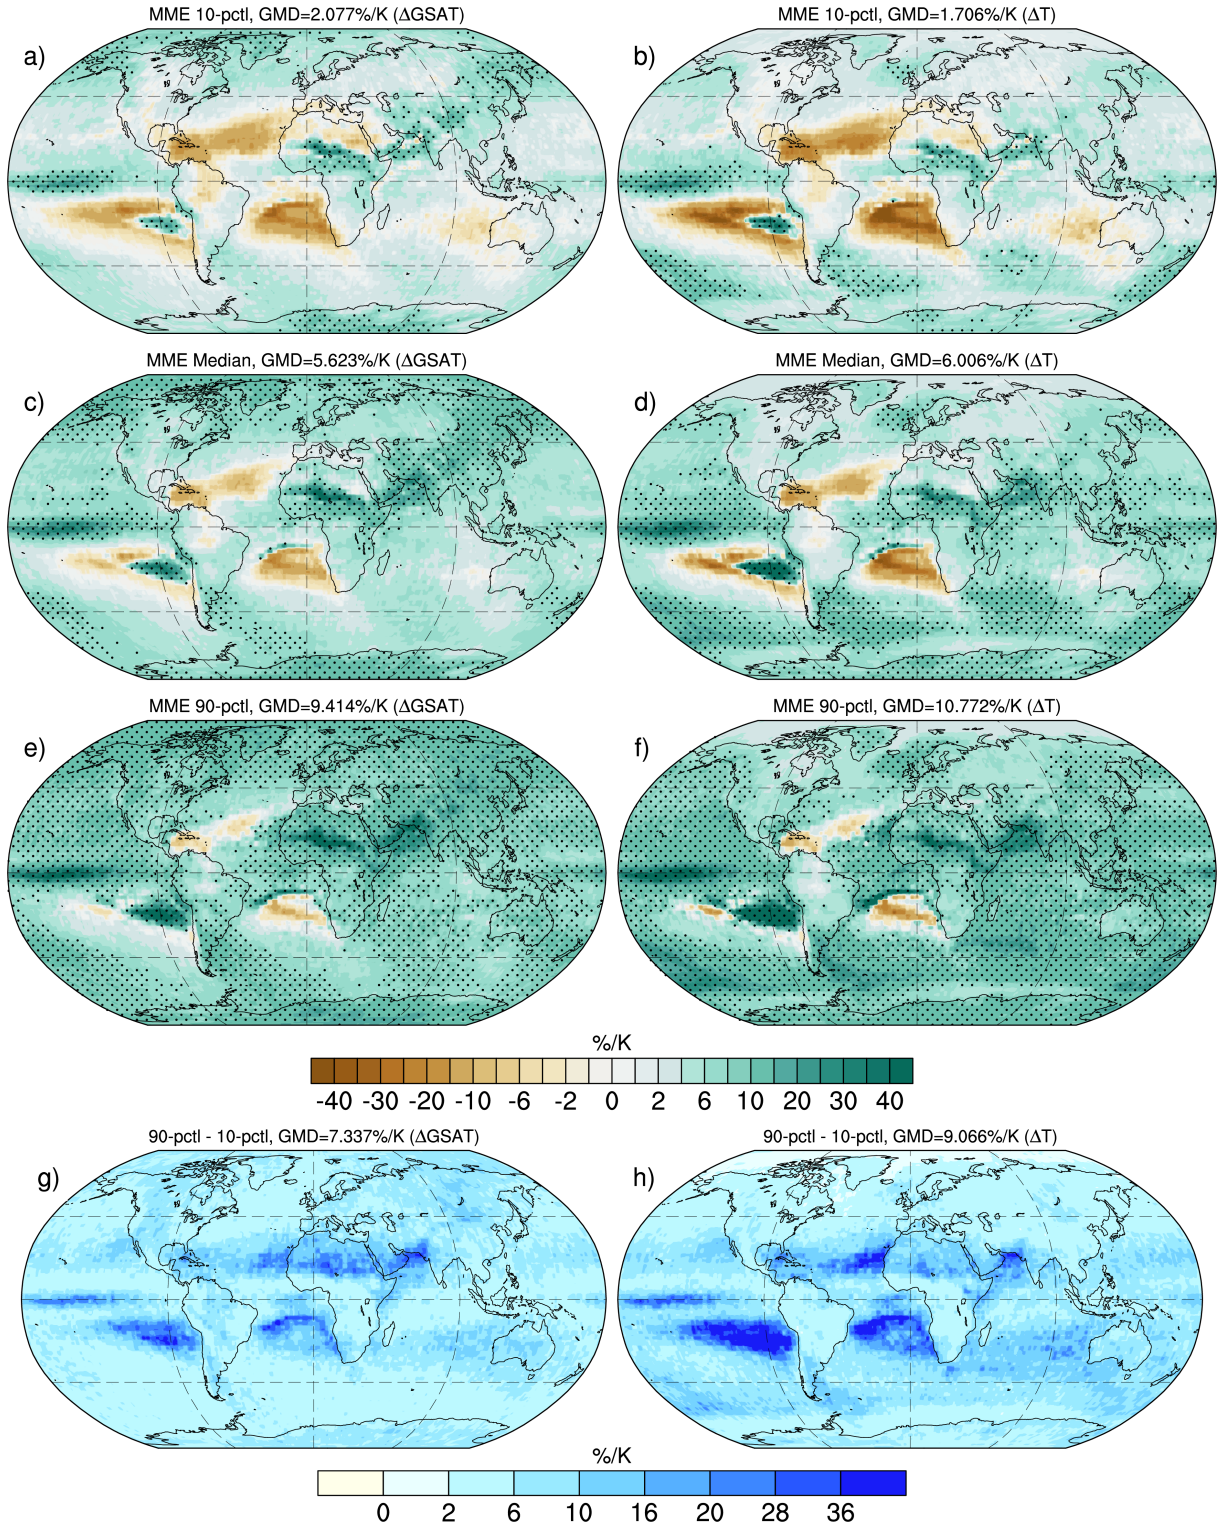 MME 10-pctl, GMD=2.077%/K (ΔGSAT)
MME 10-pctl, GMD=1.706%/K (ΔT)
a)
b)
MME Median, GMD=5.623%/K (ΔGSAT)
MME Median, GMD=6.006%/K (ΔT)
c)
d)
MME 90-pctl, GMD=9.414%/K (ΔGSAT)
MME 90-pctl, GMD=10.772%/K (ΔT)
e)
f)
%/K
-40 -30 -20 -10 -6 -2 0 2 6 10 20 30 40
90-pctl - 10-pctl, GMD=7.337%/K (ΔGSAT)
90-pctl - 10-pctl, GMD=9.066%/K (ΔT)
g)
h)
%/K
0 2 6 10 16 20 28 36